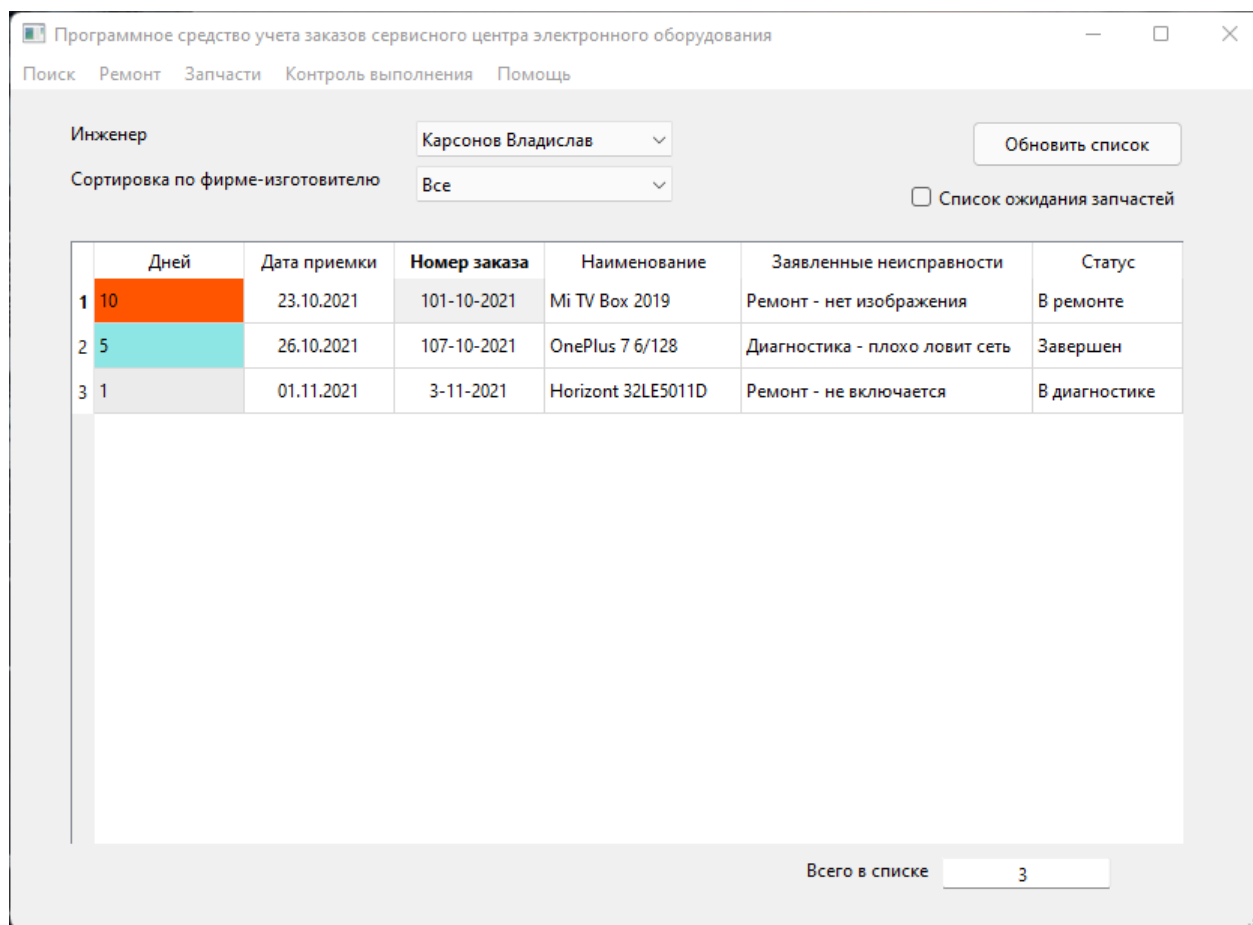 Программное средство учета заказов сервисного центра электронного оборудования
Поиск Ремонт Запчасти Контроль выполнения Помощь
Инженер Карсонов Владислав Обновить список
Сортировка по фирме-изготовителю Все
Список ожидания запчастей
Дней Дата приемки Номер заказа Наименование Заявленные неисправности Статус
1 10 23.10.2021 101-10-2021 Mi TV Box 2019 Ремонт - нет изображения В ремонте
2 5 26.10.2021 107-10-2021 OnePlus 7 6/128 Диагностика - плохо ловит сеть Завершен
3 1 01.11.2021 3-11-2021 Horizont 32LE5011D Ремонт - не включается В диагностике
Всего в списке 3